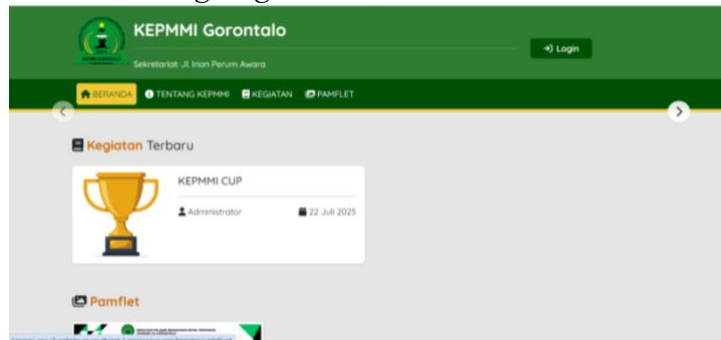 KEPMMI Gorontalo
Sekretariat: Jl. Irian Perum Awara
Login
BERANDA TENTANG KEPMMI KEGIATAN PAMFLET
Kegiatan Terbaru
KEPMMI CUP
Administrator 22 Juli 2025
Pamflet